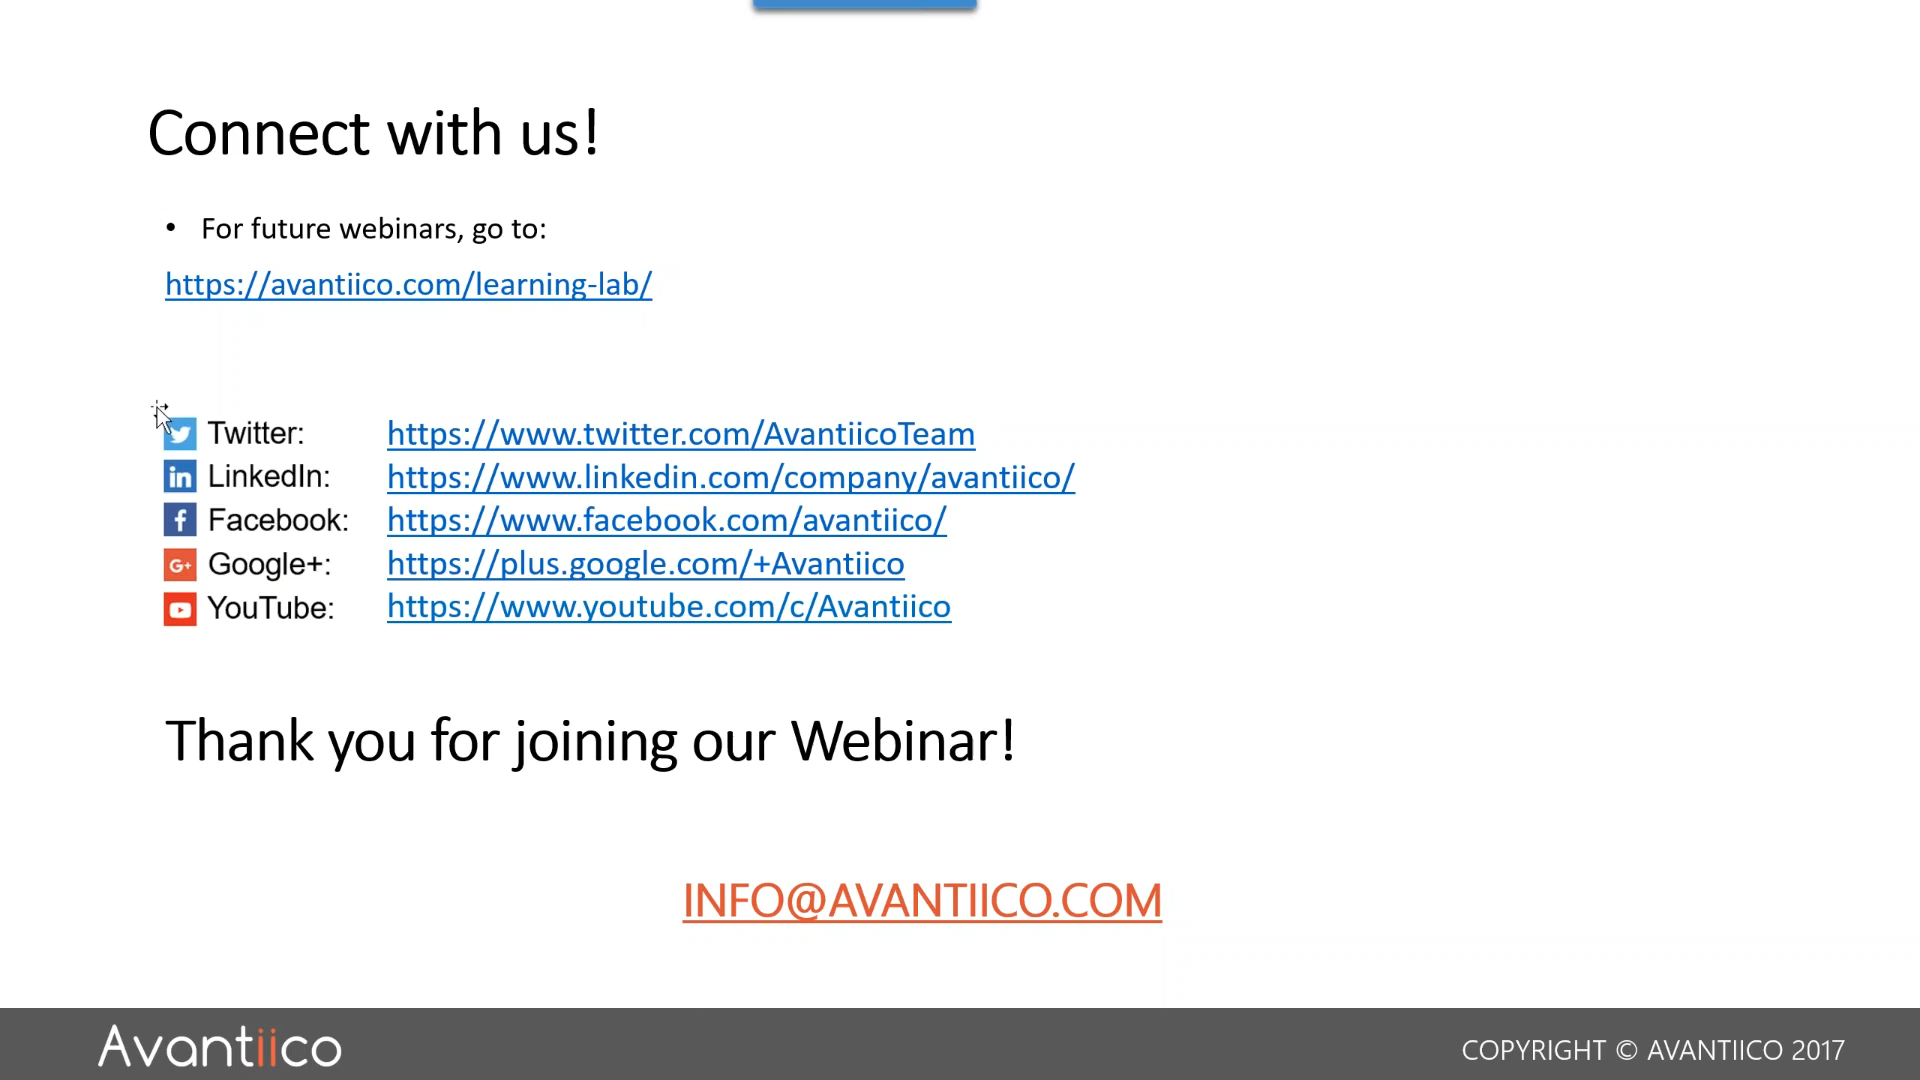 Connect with us!
• For future webinars, go to:
https://avantiico.com/learning-lab/
Twitter: https://www.twitter.com/AvantiicoTeam
LinkedIn: https://www.linkedin.com/company/avantiico/
Facebook: https://www.facebook.com/avantiico/
Google+: https://plus.google.com/+Avantiico
YouTube: https://www.youtube.com/c/Avantiico
Thank you for joining our Webinar!
INFO@AVANTIICO.COM
Avantiico
COPYRIGHT © AVANTIICO 2017